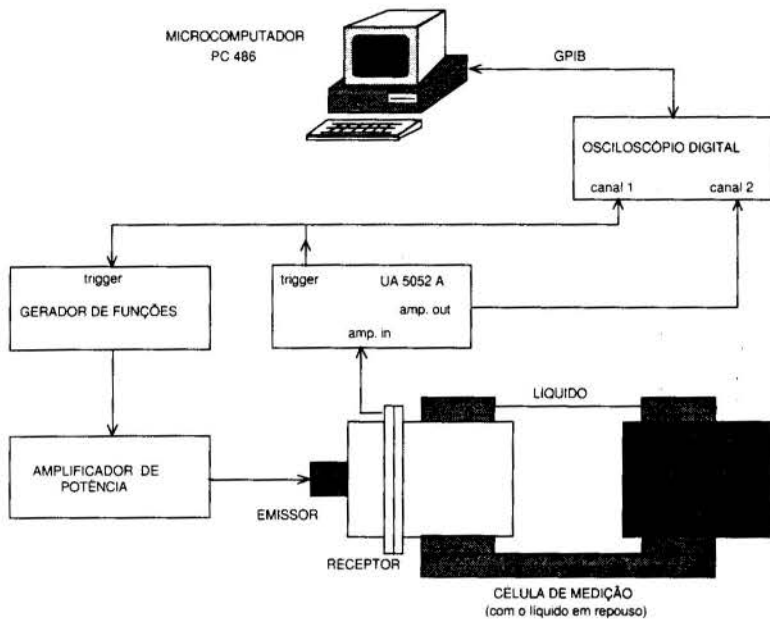 MICROCOMPUTADOR
PC 486
GPIB
OSCILOSCÓPIO DIGITAL
canal 1
canal 2
trigger
GERADOR DE FUNÇÕES
trigger
UA 5052 A
amp. out
amp. in
LÍQUIDO
AMPLIFICADOR DE
POTÊNCIA
EMISSOR
RECEPTOR
CÉLULA DE MEDIÇÃO
(com o líquido em repouso)